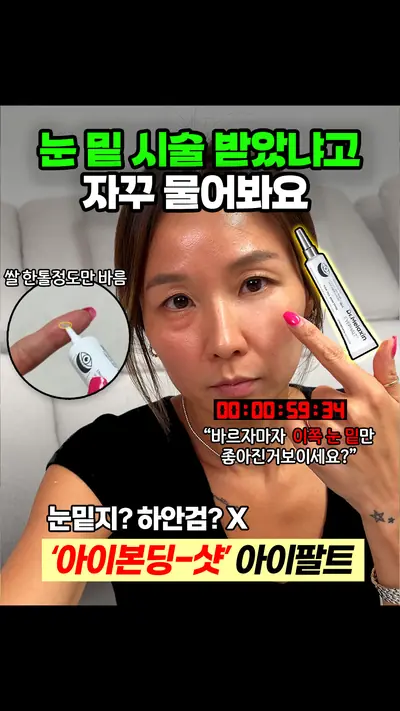 눈 밑 시술 받았냐고
자꾸 물어봐요
쌀 한톨정도만 바름
Dr.Melaxin
00:00:59:34
“바르자마자 이쪽 눈 밑만
좋아진거보이세요?”
눈밑지? 하안검? X
‘아이본딩-샷’ 아이팔트